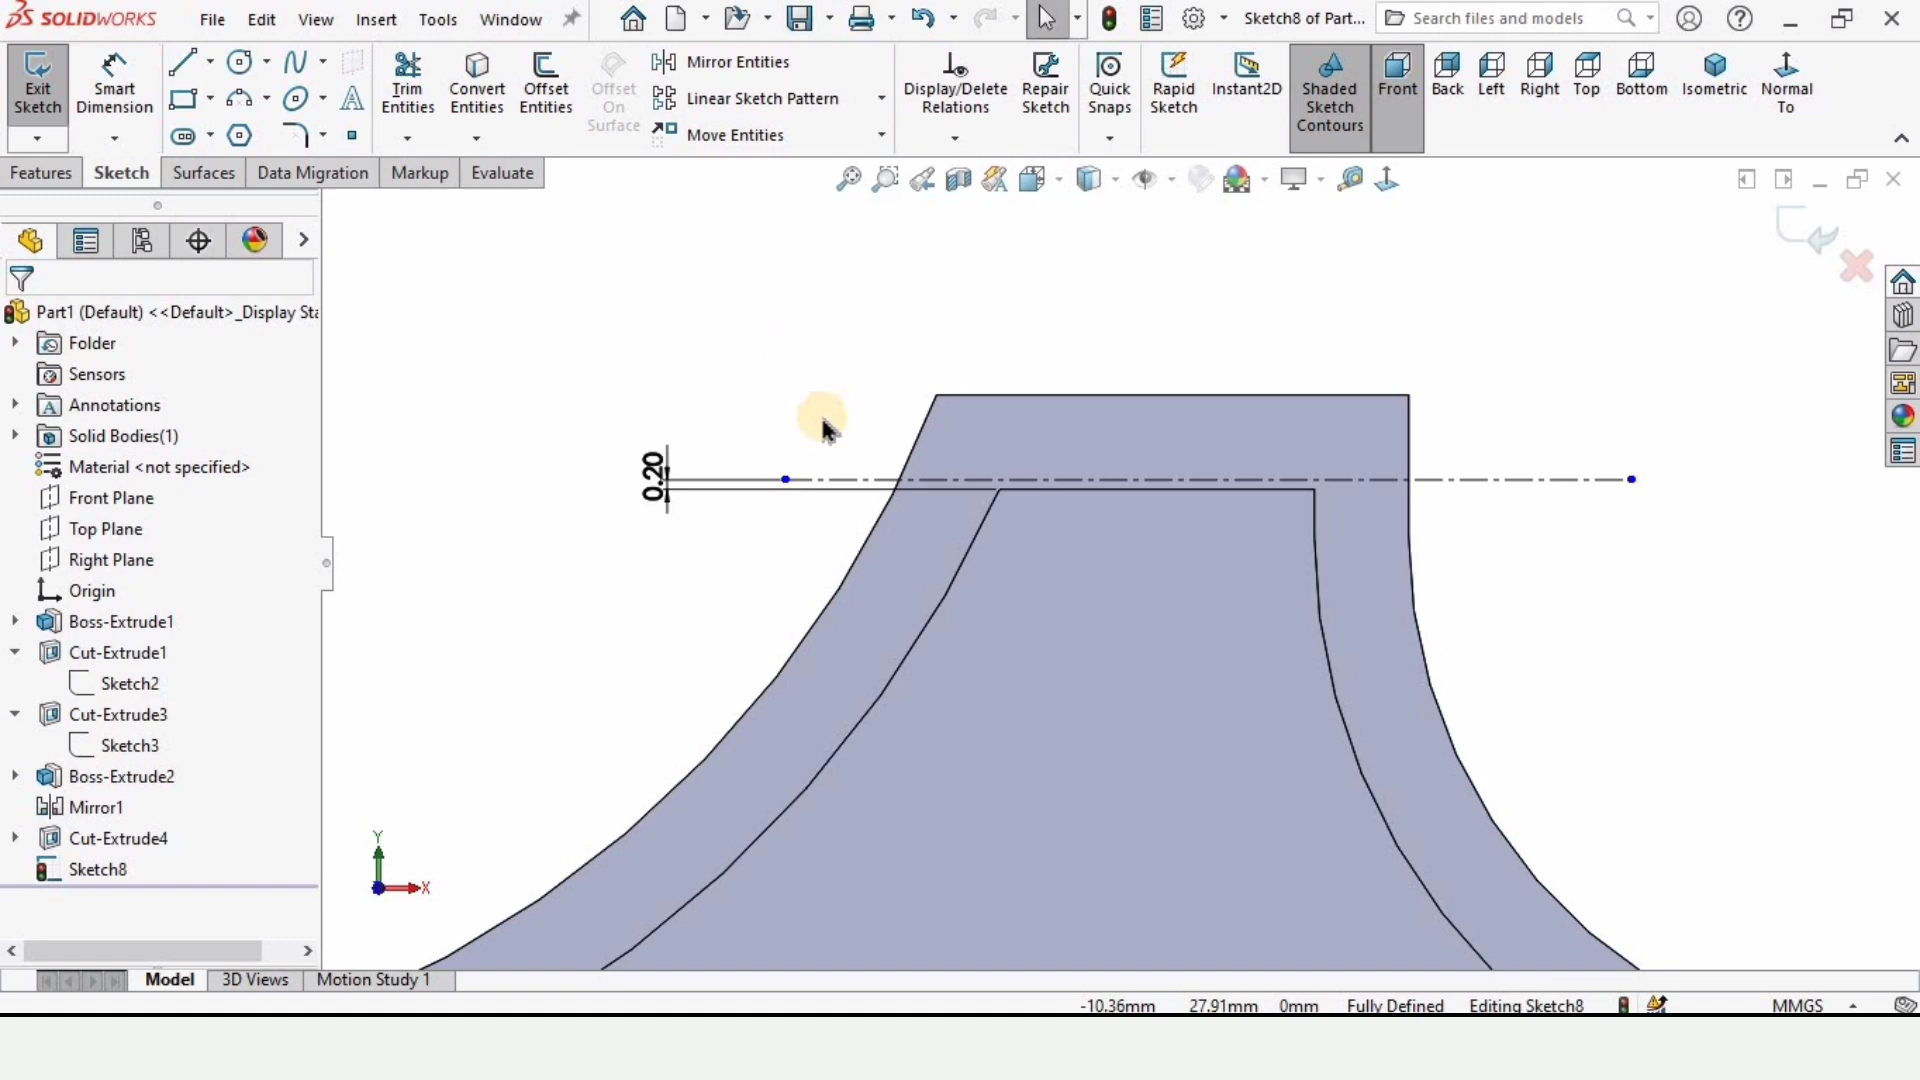 SOLIDWORKS File Edit View Insert Tools Window Sketch8 of Part... Search files and models
Exit Sketch
Smart Dimension
Trim Entities
Convert Entities
Offset Entities
Offset On Surface
Mirror Entities
Linear Sketch Pattern
Move Entities
Display/Delete Relations
Repair Sketch
Quick Snaps
Rapid Sketch
Instant2D
Shaded Sketch Contours
Front
Back
Left
Right
Top
Bottom
Isometric
Normal To
Features Sketch Surfaces Data Migration Markup Evaluate
Part1 (Default) <<Default>_Display Sta
Folder
Sensors
Annotations
Solid Bodies(1)
Material <not specified>
Front Plane
Top Plane
Right Plane
Origin
Boss-Extrude1
Cut-Extrude1
Sketch2
Cut-Extrude3
Sketch3
Boss-Extrude2
Mirror1
Cut-Extrude4
Sketch8
0.20
Y
X
Model 3D Views Motion Study 1
-10.36mm 27.91mm 0mm Fully Defined Editing Sketch8 MMGS